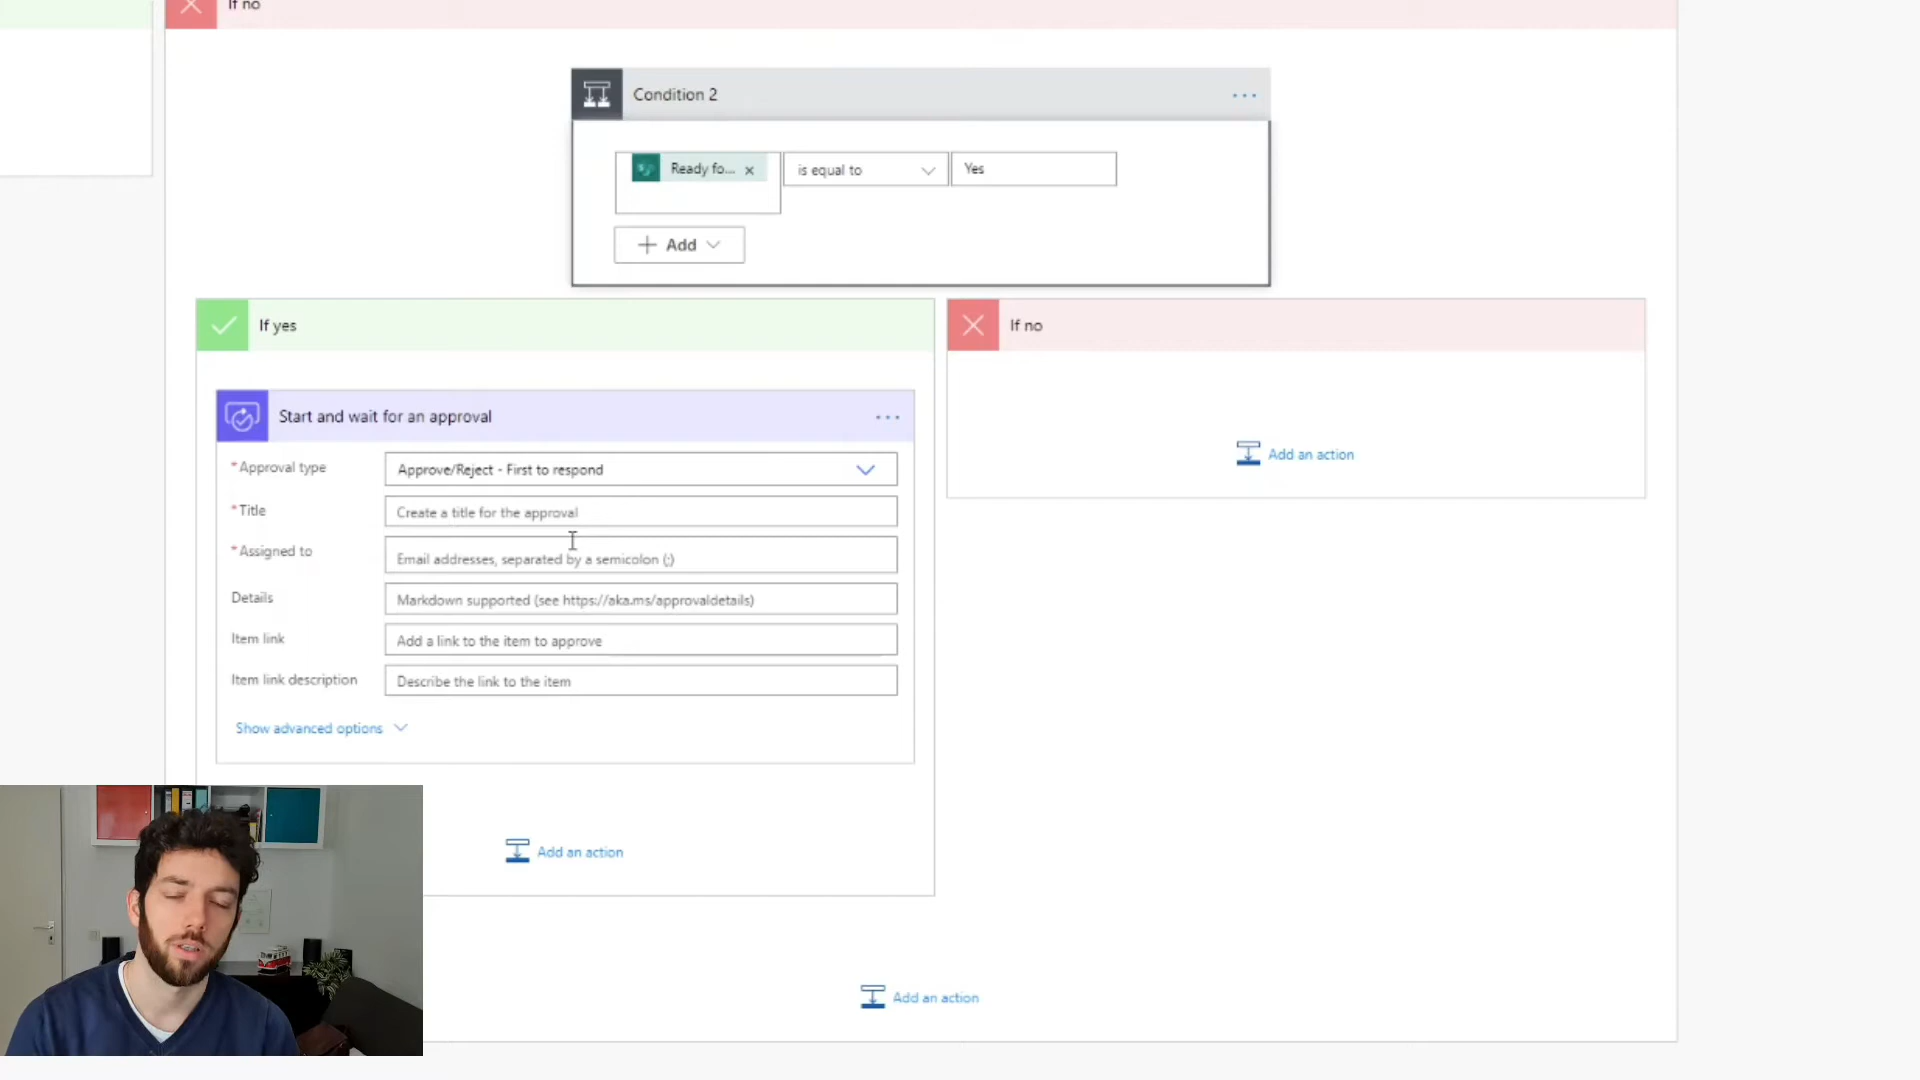 If no
Condition 2
Ready fo...
is equal to
Yes
Add
If yes
If no
Start and wait for an approval
Add an action
*Approval type
Approve/Reject - First to respond
*Title
Create a title for the approval
*Assigned to
Email addresses, separated by a semicolon (;)
Details
Markdown supported (see https://aka.ms/approvaldetails)
Item link
Add a link to the item to approve
Item link description
Describe the link to the item
Show advanced options
Add an action
Add an action